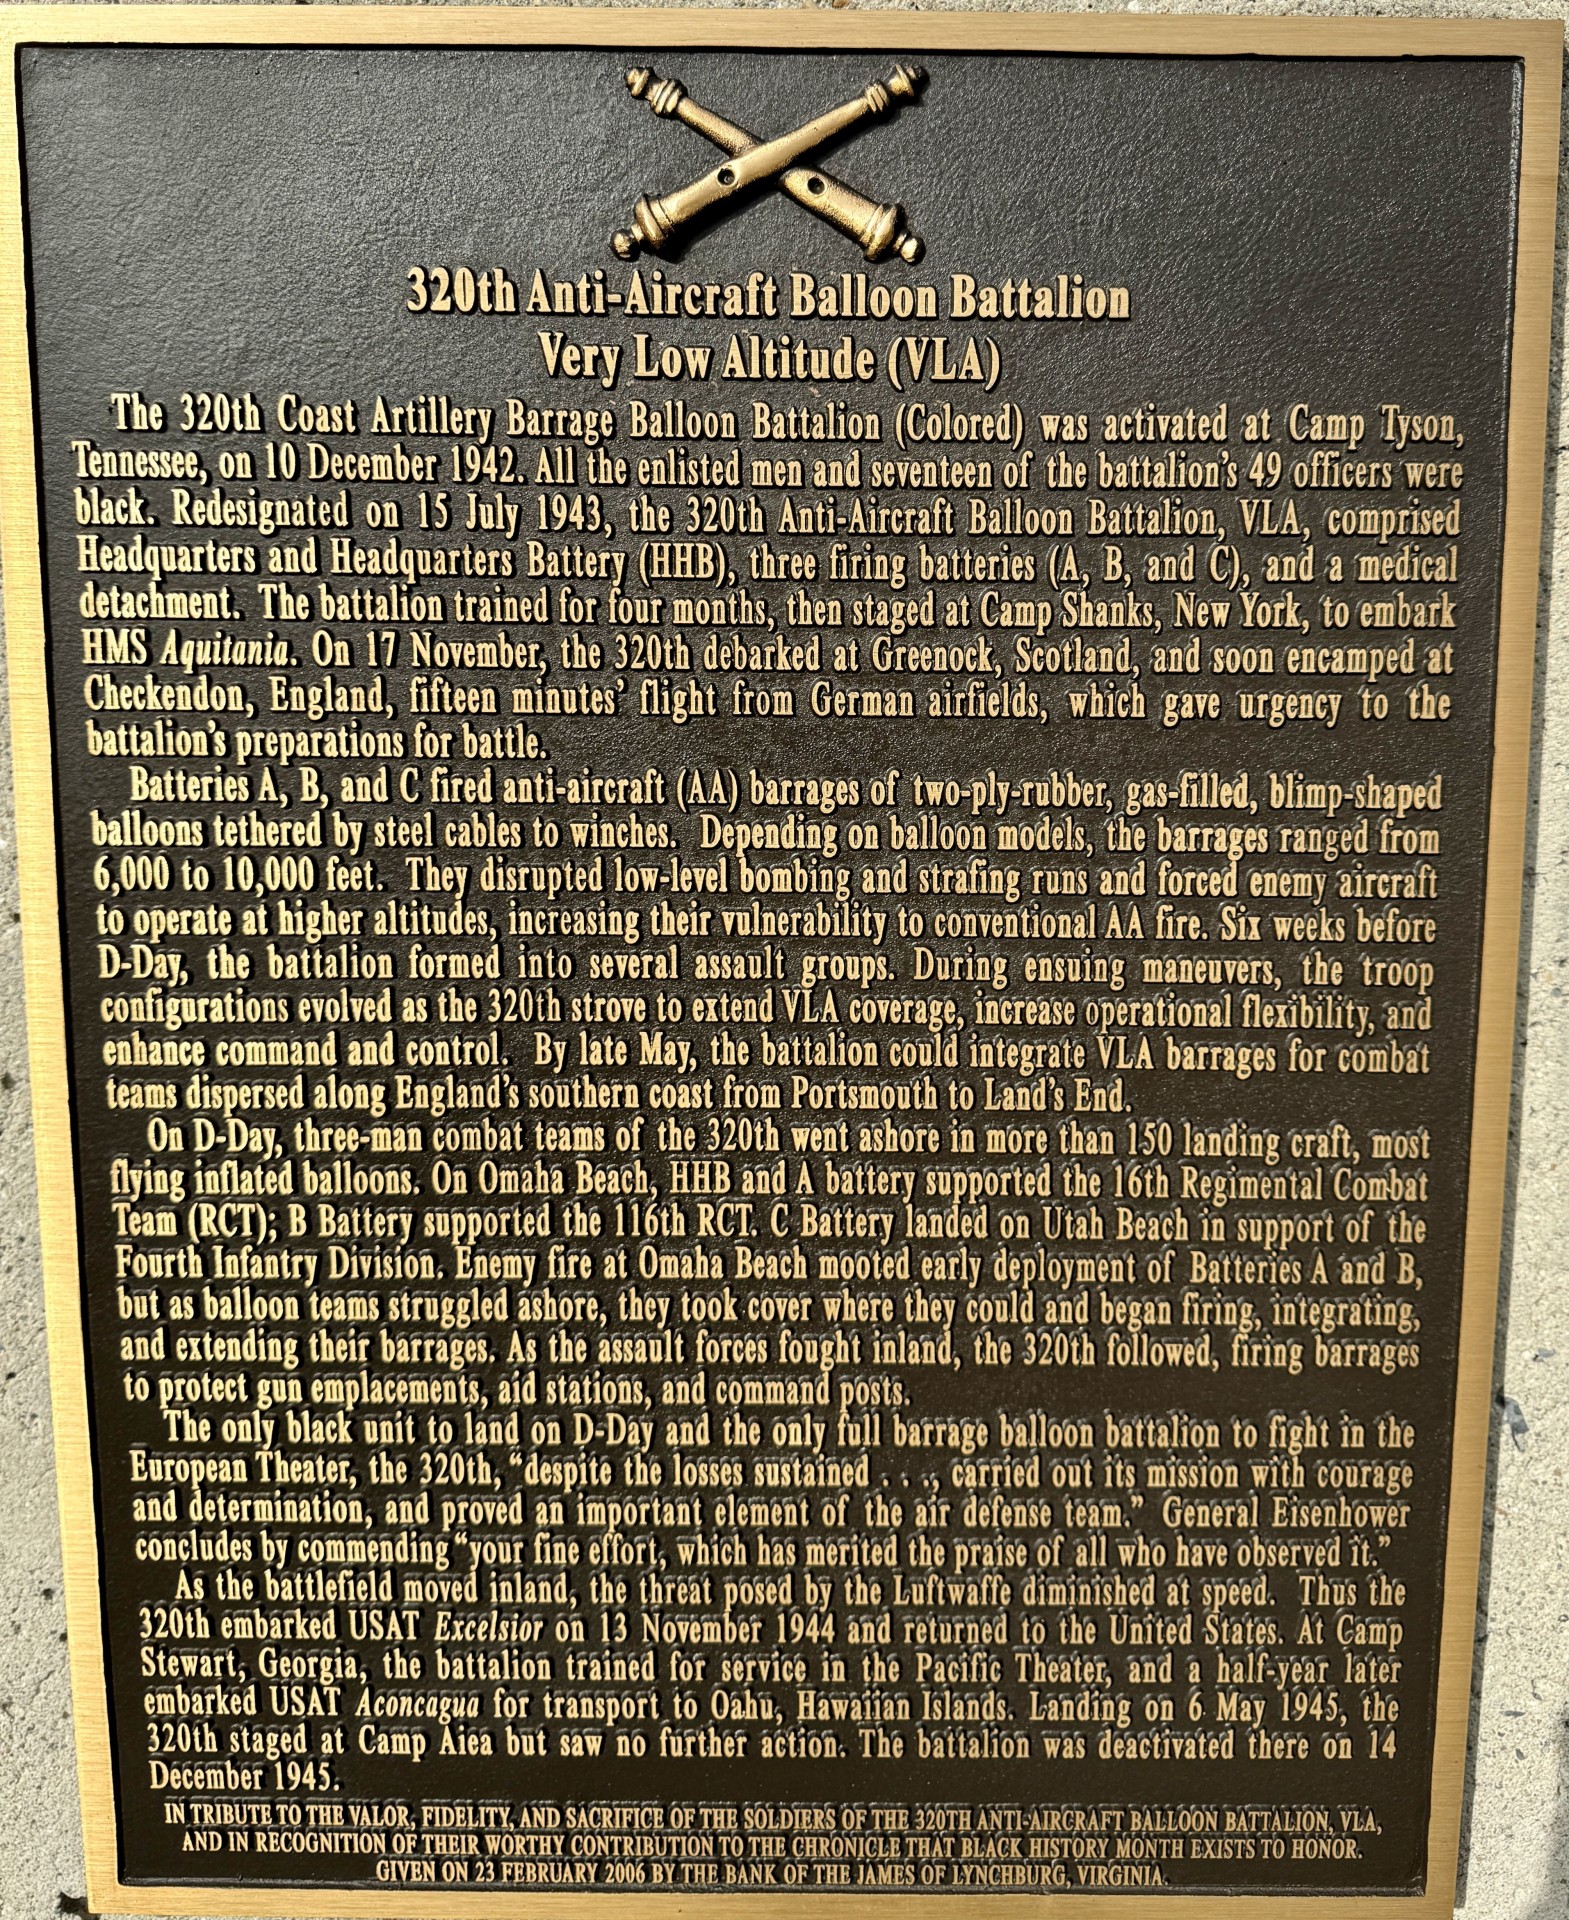 320th Anti-Aircraft Balloon Battalion
Very Low Altitude (VLA)
The 320th Coast Artillery Barrage Balloon Battalion (Colored) was activated at Camp Tyson,
Tennessee, on 10 December 1942. All the enlisted men and seventeen of the battalion's 49 officers were
black. Redesignated on 15 July 1943, the 320th Anti-Aircraft Balloon Battalion, VLA, comprised
Headquarters and Headquarters Battery (HHB), three firing batteries (A, B, and C), and a medical
detachment. The battalion trained for four months, then staged at Camp Shanks, New York, to embark
HMS Aquitania. On 17 November, the 320th debarked at Greenock, Scotland, and soon encamped at
Checkendon, England, fifteen minutes' flight from German airfields, which gave urgency to the
battalion's preparations for battle.
Batteries A, B, and C fired anti-aircraft (AA) barrages of two-ply-rubber, gas-filled, blimp-shaped
balloons tethered by steel cables to winches. Depending on balloon models, the barrages ranged from
6,000 to 10,000 feet. They disrupted low-level bombing and strafing runs and forced enemy aircraft
to operate at higher altitudes, increasing their vulnerability to conventional AA fire. Six weeks before
D-Day, the battalion formed into several assault groups. During ensuing maneuvers, the troop
configurations evolved as the 320th strove to extend VLA coverage, increase operational flexibility, and
enhance command and control. By late May, the battalion could integrate VLA barrages for combat
teams dispersed along England's southern coast from Portsmouth to Land's End.
On D-Day, three-man combat teams of the 320th went ashore in more than 150 landing craft, most
flying inflated balloons. On Omaha Beach, HHB and A battery supported the 16th Regimental Combat
Team (RCT); B Battery supported the 116th RCT. C Battery landed on Utah Beach in support of the
Fourth Infantry Division. Enemy fire at Omaha Beach mooted early deployment of Batteries A and B,
but as balloon teams struggled ashore, they took cover where they could and began firing, integrating,
and extending their barrages. As the assault forces fought inland, the 320th followed, firing barrages
to protect gun emplacements, aid stations, and command posts.
The only black unit to land on D-Day and the only full barrage balloon battalion to fight in the
European Theater, the 320th, “despite the losses sustained . . ., carried out its mission with courage
and determination, and proved an important element of the air defense team.” General Eisenhower
concludes by commending “your fine effort, which has merited the praise of all who have observed it.”
As the battlefield moved inland, the threat posed by the Luftwaffe diminished at speed. Thus the
320th embarked USAT Excelsior on 13 November 1944 and returned to the United States. At Camp
Stewart, Georgia, the battalion trained for service in the Pacific Theater, and a half-year later
embarked USAT Aconcagua for transport to Oahu, Hawaiian Islands. Landing on 6 May 1945, the
320th staged at Camp Aiea but saw no further action. The battalion was deactivated there on 14
December 1945.
IN TRIBUTE TO THE VALOR, FIDELITY, AND SACRIFICE OF THE SOLDIERS OF THE 320TH ANTI-AIRCRAFT BALLOON BATTALION, VLA,
AND IN RECOGNITION OF THEIR WORTHY CONTRIBUTION TO THE CHRONICLE THAT BLACK HISTORY MONTH EXISTS TO HONOR.
GIVEN ON 23 FEBRUARY 2006 BY THE BANK OF THE JAMES OF LYNCHBURG, VIRGINIA.